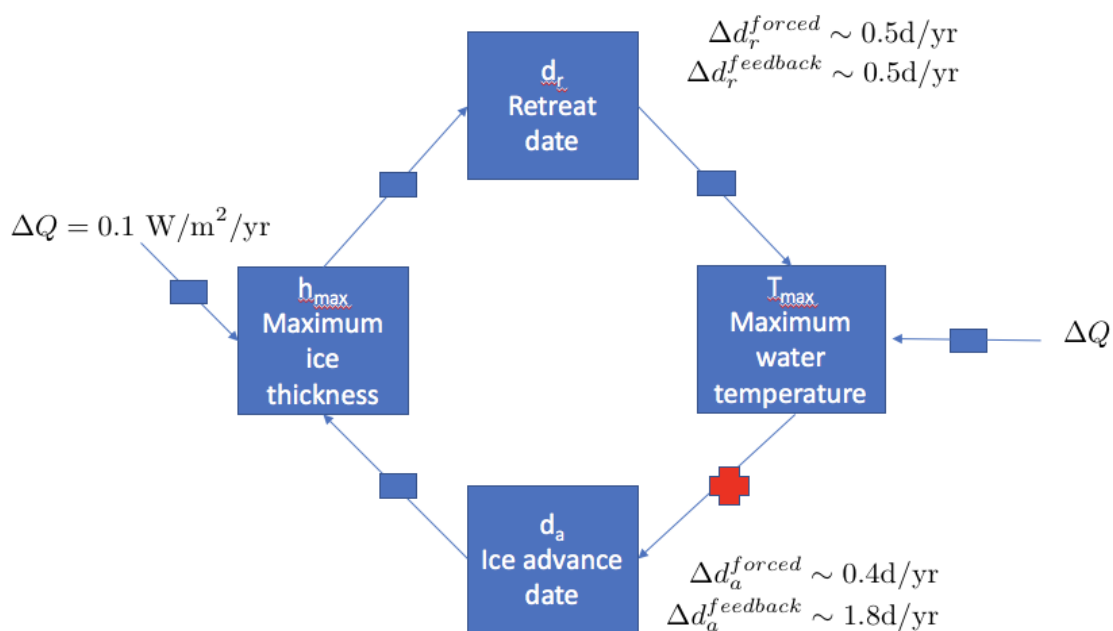 Δd_r^{forced} ∼ 0.5d/yr
Δd_r^{feedback} ∼ 0.5d/yr
d_r
Retreat
date
ΔQ = 0.1 W/m²/yr
h_max
Maximum
ice
thickness
T_max
Maximum
water
temperature
ΔQ
d_a
Ice advance
date
Δd_a^{forced} ∼ 0.4d/yr
Δd_a^{feedback} ∼ 1.8d/yr